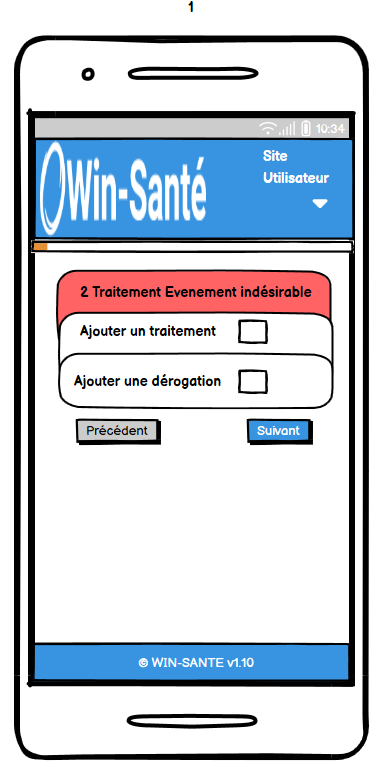 1
10:34
Win-Santé
Site
Utilisateur
2 Traitement Evenement indésirable
Ajouter un traitement
Ajouter une dérogation
Précédent
Suivant
© WIN-SANTE v1.10